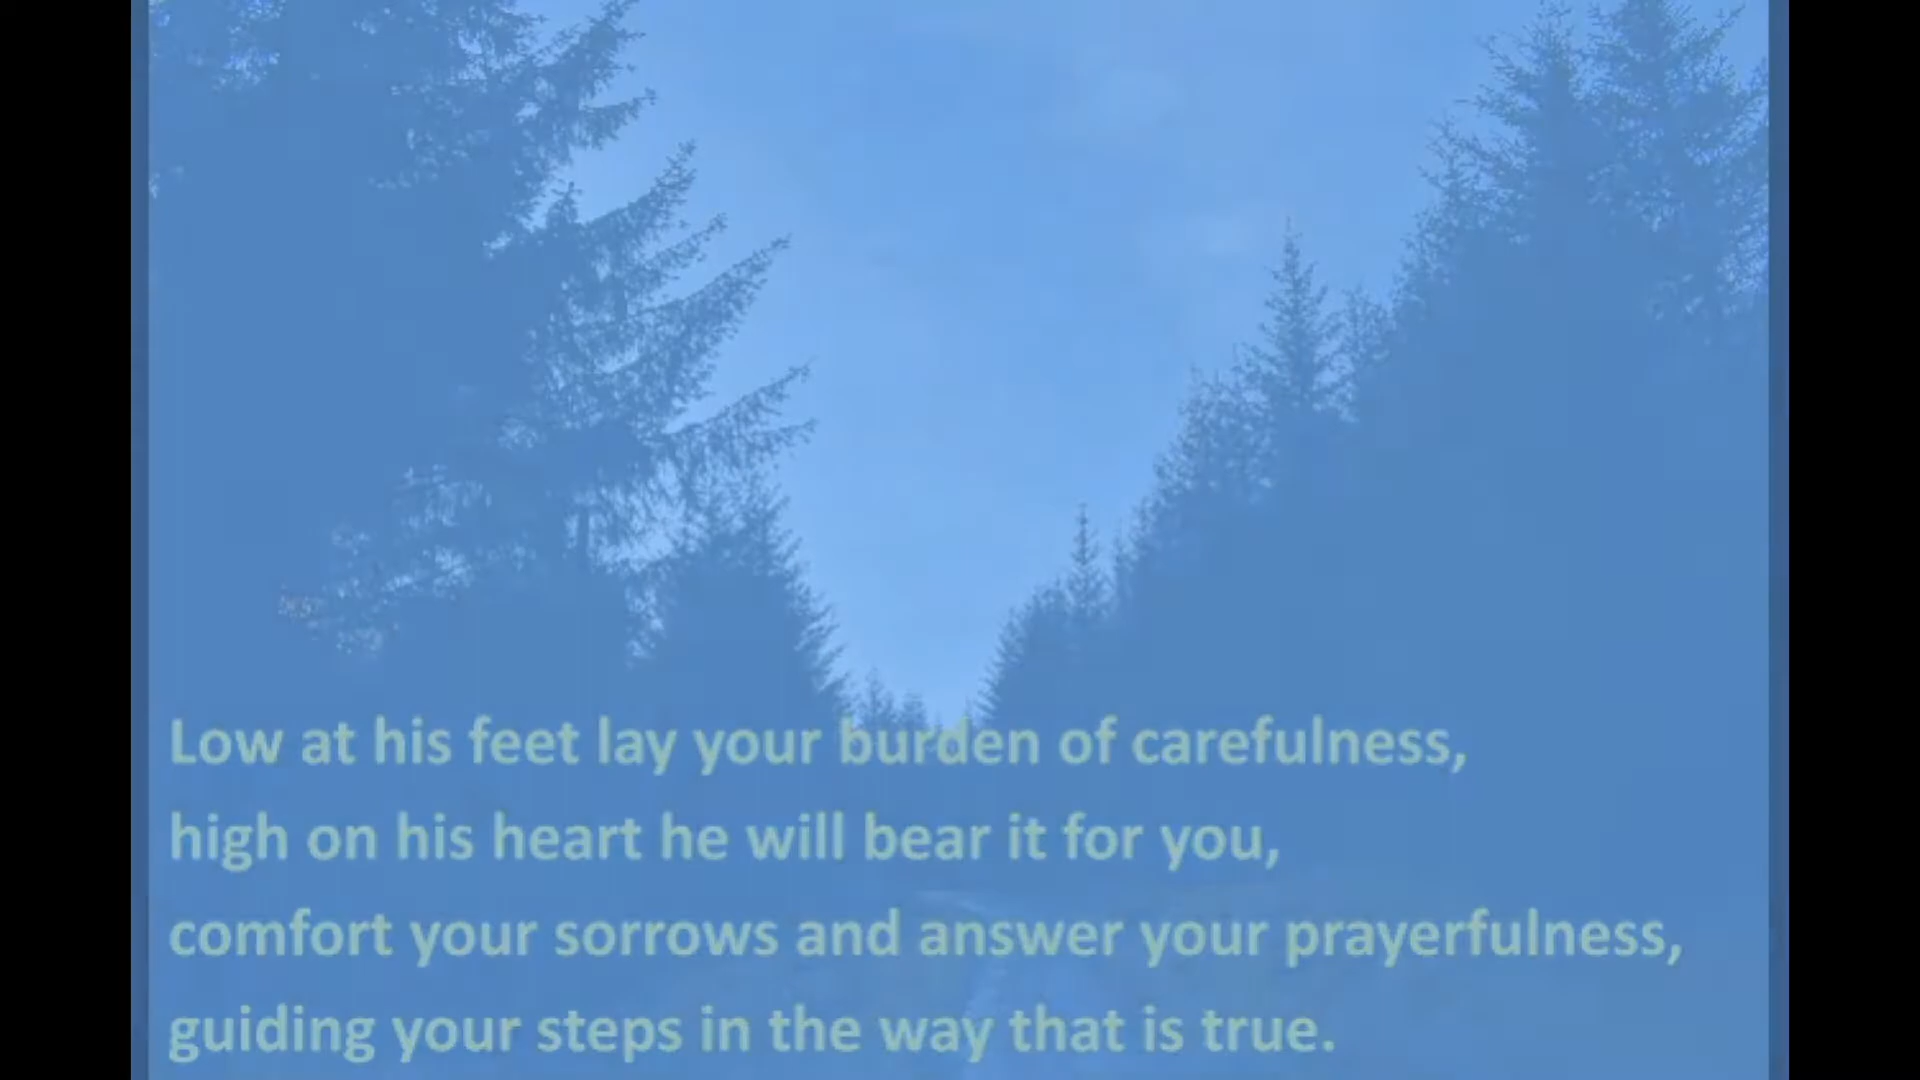 Low at his feet lay your burden of carefulness,
high on his heart he will bear it for you,
comfort your sorrows and answer your prayerfulness,
guiding your steps in the way that is true.